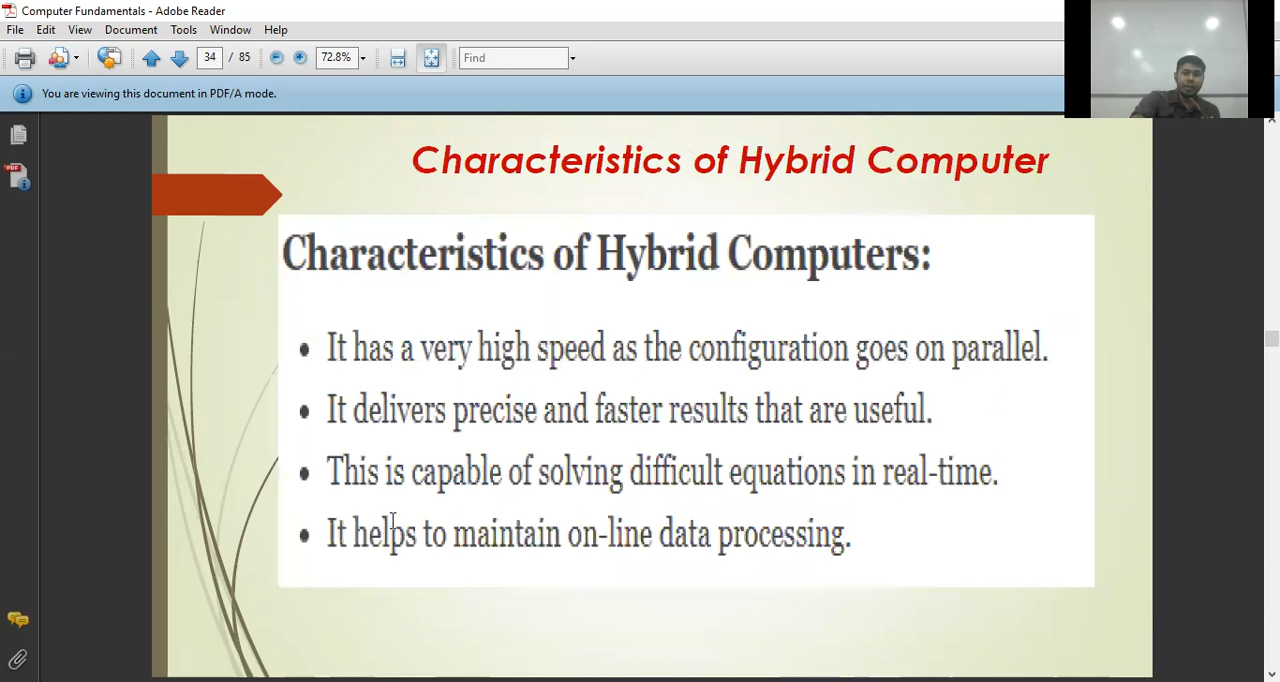 Computer Fundamentals - Adobe Reader
File Edit View Document Tools Window Help
34 / 85 72.8% Find
You are viewing this document in PDF/A mode.
Characteristics of Hybrid Computer
Characteristics of Hybrid Computers:
• It has a very high speed as the configuration goes on parallel.
• It delivers precise and faster results that are useful.
• This is capable of solving difficult equations in real-time.
• It helps to maintain on-line data processing.